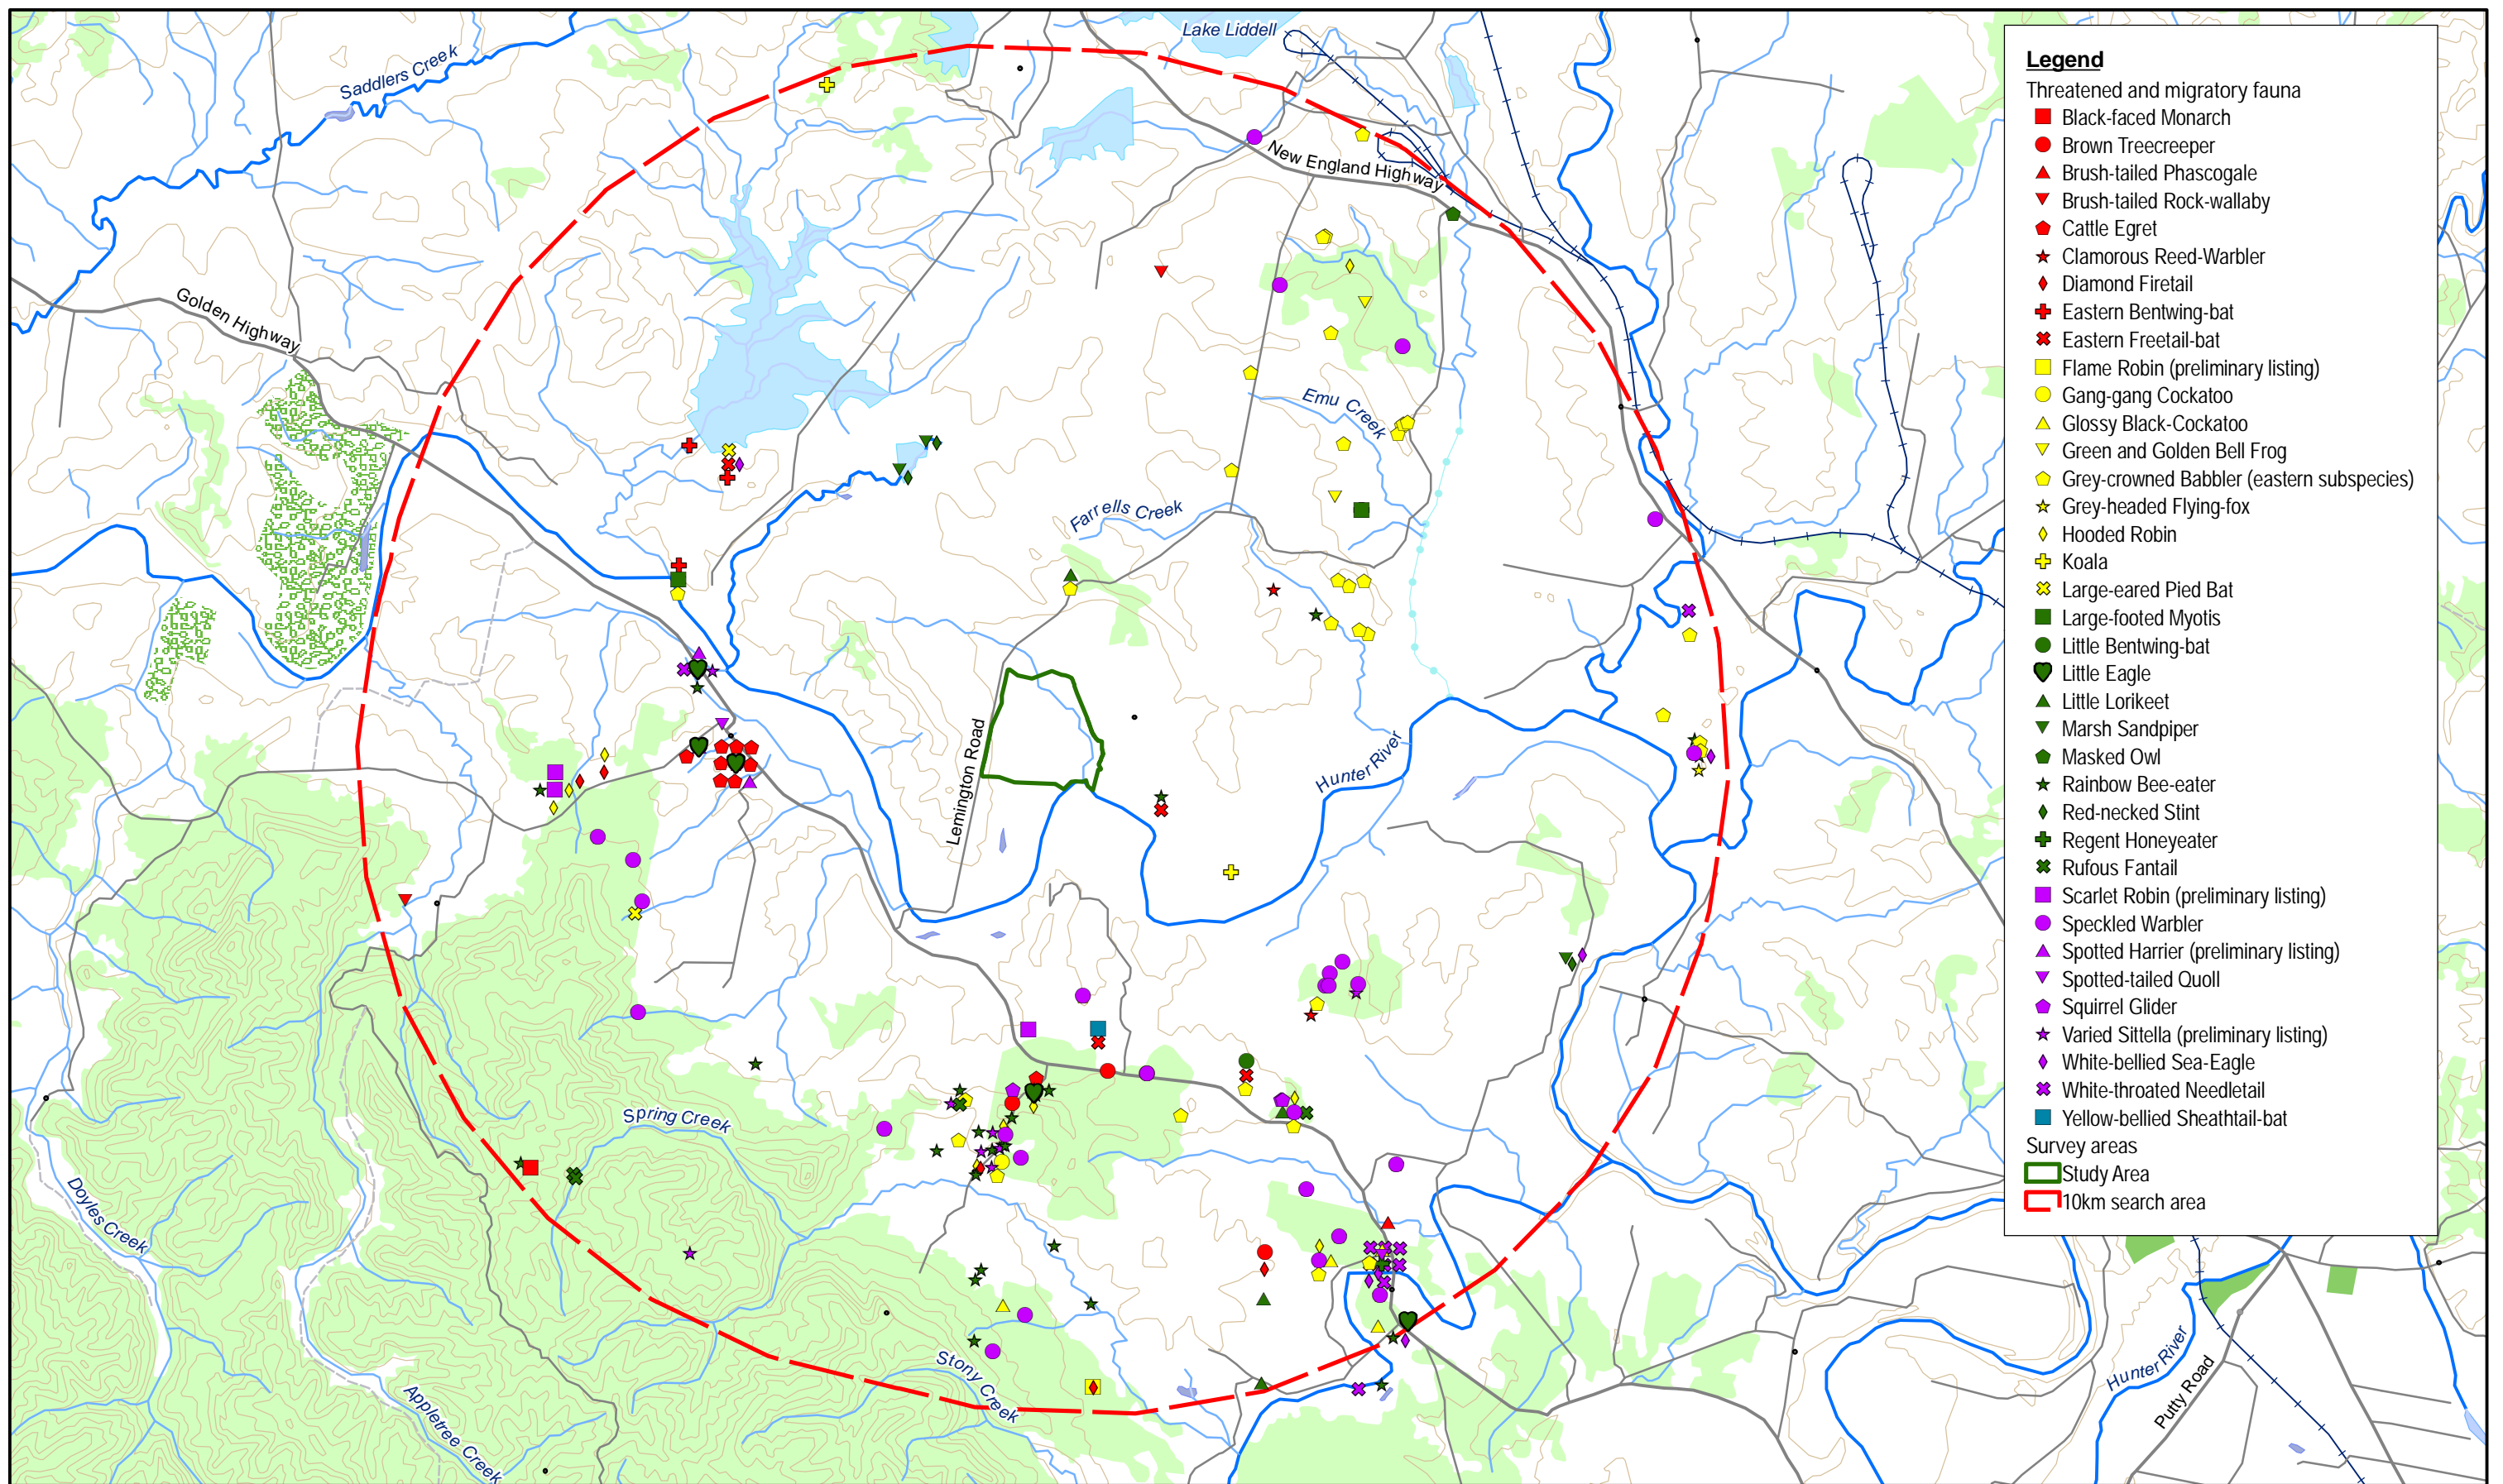 Lake Liddell
Saddlers Creek
New England Highway
Golden Highway
Emu Creek
Farrells Creek
Lemington Road
Hunter River
Spring Creek
Doyles Creek
Stony Creek
Appletree Creek
Hunter River
Putty Road
Legend
Threatened and migratory fauna
Black-faced Monarch
Brown Treecreeper
Brush-tailed Phascogale
Brush-tailed Rock-wallaby
Cattle Egret
Clamorous Reed-Warbler
Diamond Firetail
Eastern Bentwing-bat
Eastern Freetail-bat
Flame Robin (preliminary listing)
Gang-gang Cockatoo
Glossy Black-Cockatoo
Green and Golden Bell Frog
Grey-crowned Babbler (eastern subspecies)
Grey-headed Flying-fox
Hooded Robin
Koala
Large-eared Pied Bat
Large-footed Myotis
Little Bentwing-bat
Little Eagle
Little Lorikeet
Marsh Sandpiper
Masked Owl
Rainbow Bee-eater
Red-necked Stint
Regent Honeyeater
Rufous Fantail
Scarlet Robin (preliminary listing)
Speckled Warbler
Spotted Harrier (preliminary listing)
Spotted-tailed Quoll
Squirrel Glider
Varied Sittella (preliminary listing)
White-bellied Sea-Eagle
White-throated Needletail
Yellow-bellied Sheathtail-bat
Survey areas
Study Area
10km search area